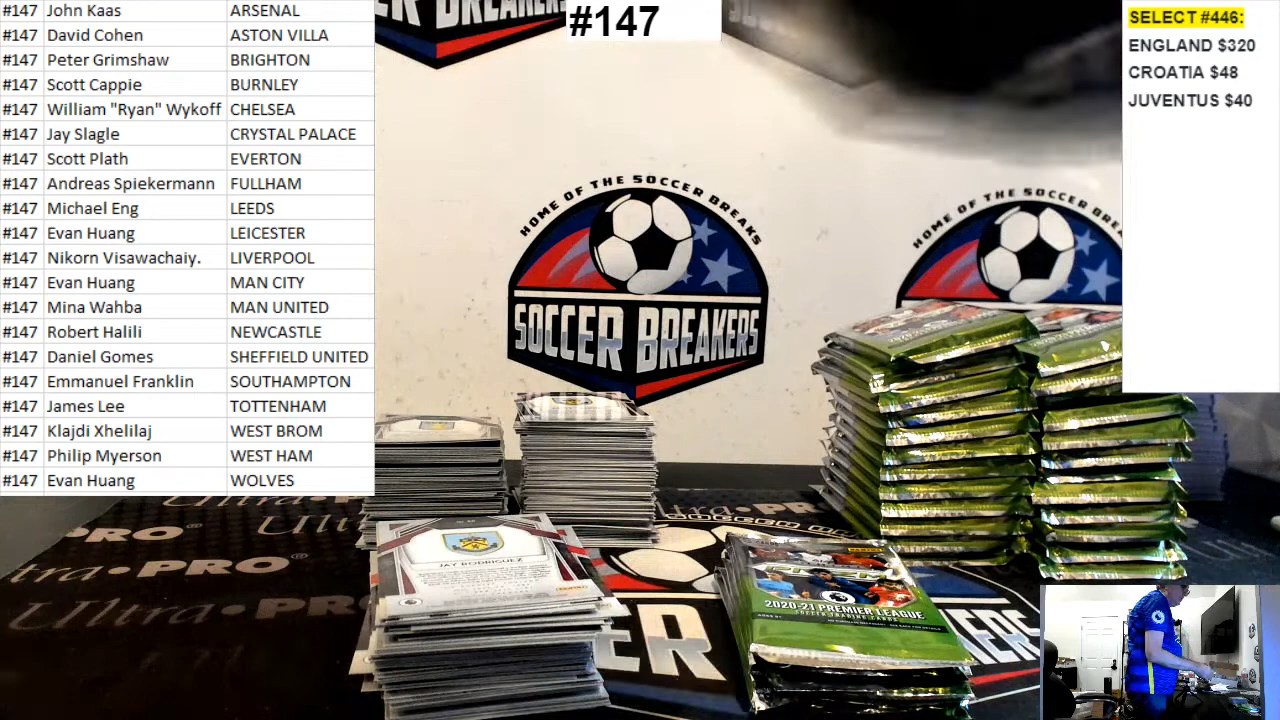 #147 John Kaas ARSENAL
#147 David Cohen ASTON VILLA
#147 Peter Grimshaw BRIGHTON
#147 Scott Cappie BURNLEY
#147 William "Ryan" Wykoff CHELSEA
#147 Jay Slagle CRYSTAL PALACE
#147 Scott Plath EVERTON
#147 Andreas Spiekermann FULLHAM
#147 Michael Eng LEEDS
#147 Evan Huang LEICESTER
#147 Nikorn Visawachaiy. LIVERPOOL
#147 Evan Huang MAN CITY
#147 Mina Wahba MAN UNITED
#147 Robert Halili NEWCASTLE
#147 Daniel Gomes SHEFFIELD UNITED
#147 Emmanuel Franklin SOUTHAMPTON
#147 James Lee TOTTENHAM
#147 Klajdi Xhelilaj WEST BROM
#147 Philip Myerson WEST HAM
#147 Evan Huang WOLVES
#147
SELECT #446:
ENGLAND $320
CROATIA $48
JUVENTUS $40
HOME OF THE SOCCER BREAKS
SOCCER BREAKERS
HOME OF THE SOCCER BREA
JAY RODRIGUEZ
PRIZM
2020-21 PREMIER LEAGUE
SOCCER TRADING CARDS
Ultra PRO